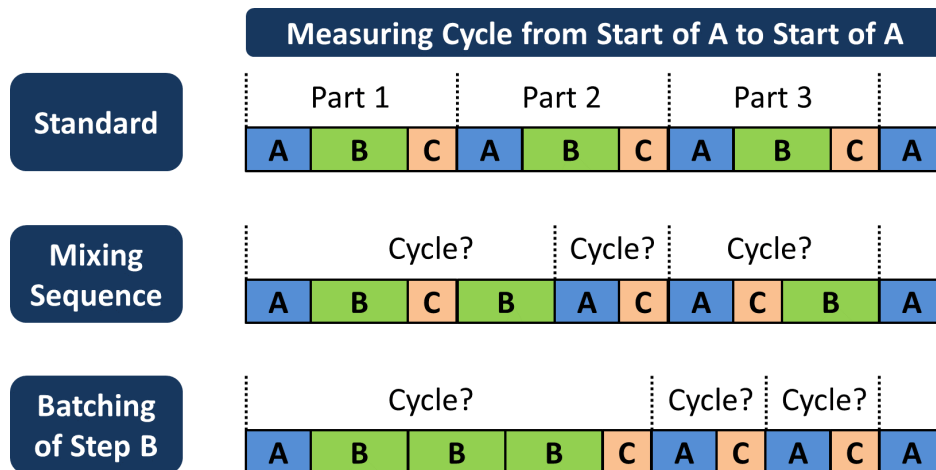 Measuring Cycle from Start of A to Start of A
Standard
Part 1 Part 2 Part 3
A B C A B C A B C A
Mixing
Sequence
Cycle? Cycle? Cycle?
A B C B A C A C B A
Batching
of Step B
Cycle? Cycle? Cycle?
A B B B C A C A C A